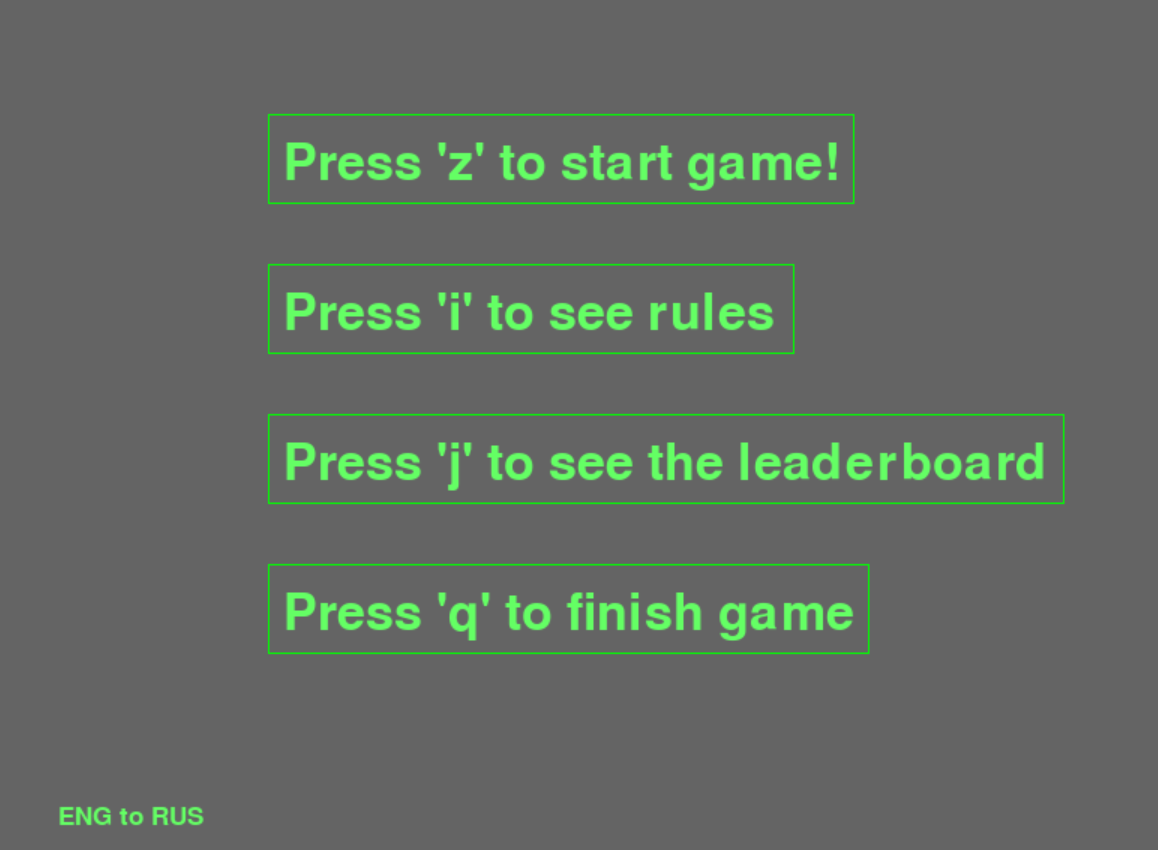 Press 'z' to start game!
Press 'i' to see rules
Press 'j' to see the leaderboard
Press 'q' to finish game
ENG to RUS